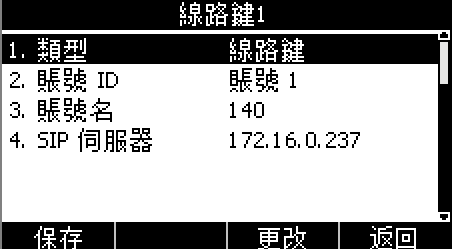 線路鍵1
1. 類型 線路鍵
2. 賬號 ID 賬號 1
3. 賬號名 140
4. SIP 伺服器 172.16.0.237
保存 更改 返回